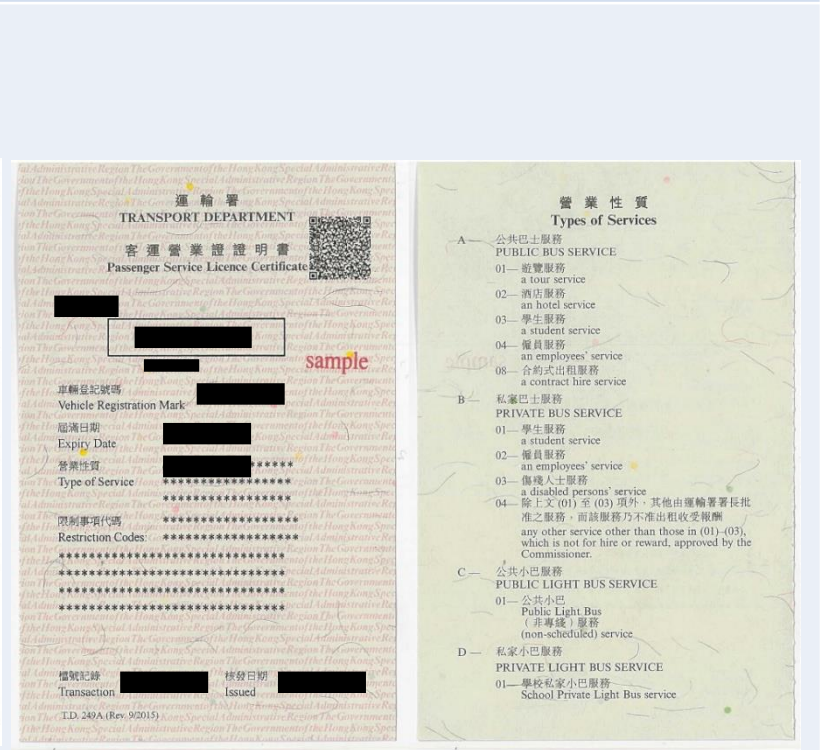 運輸署
TRANSPORT DEPARTMENT
客運營業證證明書
Passenger Service Licence Certificate
sample
車輛登記號碼
Vehicle Registration Mark
屆滿日期
Expiry Date
營業性質 ******
Type of Service ******************
******************
限制事項代碼 *******************
Restriction Codes: *******************
********************************
********************************
********************************
********************************
檔號記錄 核發日期
Transaction Issued
T.D. 249A (Rev. 9/2015)
營業性質
Types of Services
A — 公共巴士服務
PUBLIC BUS SERVICE
01— 遊覽服務
a tour service
02— 酒店服務
an hotel service
03— 學生服務
a student service
04— 僱員服務
an employees' service
08— 合約式出租服務
a contract hire service
B — 私家巴士服務
PRIVATE BUS SERVICE
01— 學生服務
a student service
02— 僱員服務
an employees' service
03— 傷殘人士服務
a disabled persons' service
04— 除上文 (01) 至 (03) 項外，其他由運輸署署長批
准之服務，而該服務乃不准出租收受報酬
any other service other than those in (01)–(03),
which is not for hire or reward, approved by the
Commissioner.
C — 公共小巴服務
PUBLIC LIGHT BUS SERVICE
01— 公共小巴
Public Light Bus
（非專綫）服務
(non-scheduled) service
D — 私家小巴服務
PRIVATE LIGHT BUS SERVICE
01— 學校私家小巴服務
School Private Light Bus service